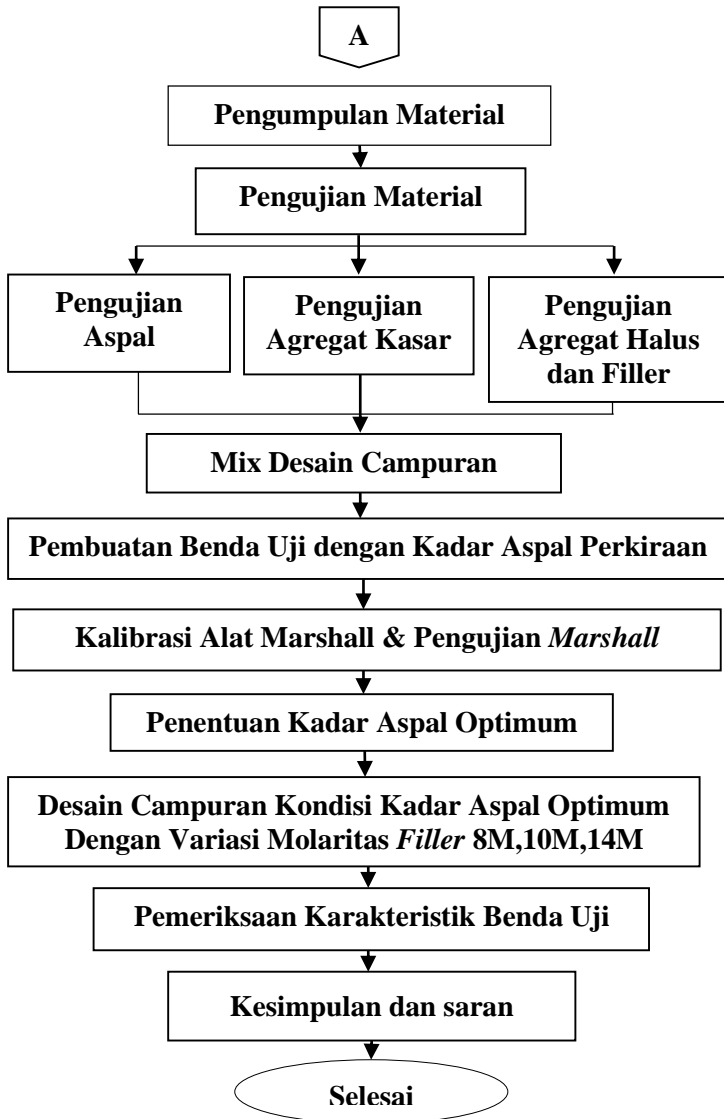 A
Pengumpulan Material
Pengujian Material
Pengujian
Aspal
Pengujian
Agregat Kasar
Pengujian
Agregat Halus
dan Filler
Mix Desain Campuran
Pembuatan Benda Uji dengan Kadar Aspal Perkiraan
Kalibrasi Alat Marshall & Pengujian Marshall
Penentuan Kadar Aspal Optimum
Desain Campuran Kondisi Kadar Aspal Optimum
Dengan Variasi Molaritas Filler 8M,10M,14M
Pemeriksaan Karakteristik Benda Uji
Kesimpulan dan saran
Selesai